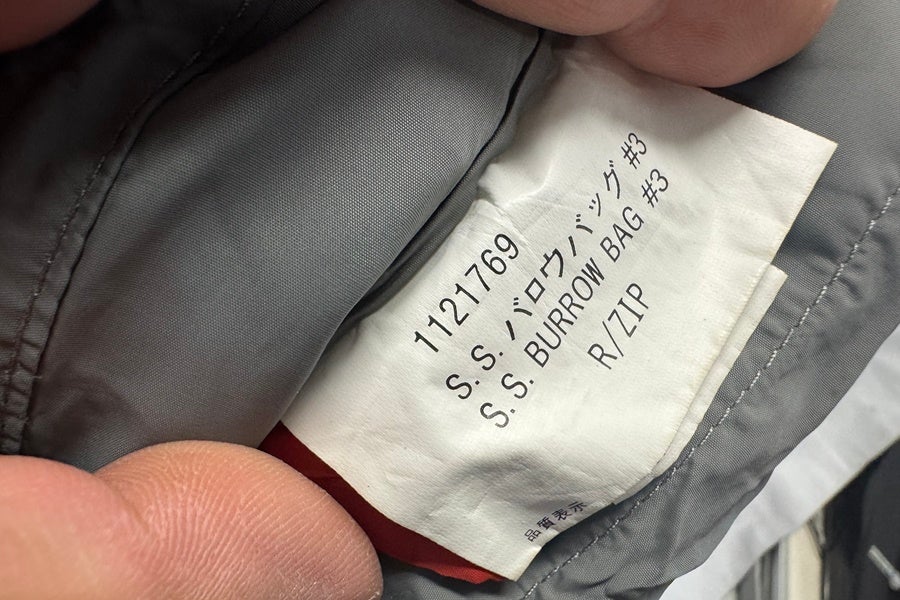 1121769
S.S. バロウバッグ #3
S.S. BURROW BAG #3
R/ZIP
品質表示